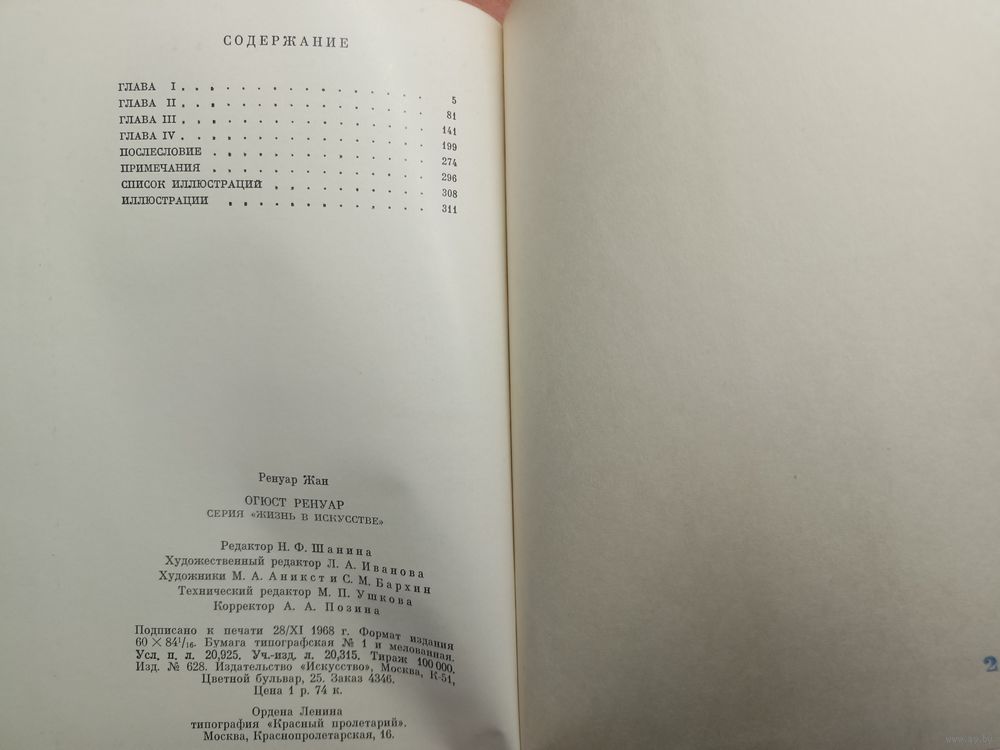 СОДЕРЖАНИЕ
ГЛАВА I . . . . . . . . . . . . . . . . . 5
ГЛАВА II . . . . . . . . . . . . . . . . . 81
ГЛАВА III . . . . . . . . . . . . . . . . . 141
ГЛАВА IV . . . . . . . . . . . . . . . . . 199
ПОСЛЕСЛОВИЕ . . . . . . . . . . . . . . 274
ПРИМЕЧАНИЯ . . . . . . . . . . . . . . 296
СПИСОК ИЛЛЮСТРАЦИЙ . . . . . . . . . . 308
ИЛЛЮСТРАЦИИ . . . . . . . . . . . . . 311
Ренуар Жан
ОГЮСТ РЕНУАР
СЕРИЯ «ЖИЗНЬ В ИСКУССТВЕ»
Редактор Н. Ф. Шанина
Художественный редактор Л. А. Иванова
Художники М. А. Аникст и С. М. Бархин
Технический редактор М. П. Ушкова
Корректор А. А. Позина
Подписано к печати 28/XI 1968 г. Формат издания
60 × 84¹/₁₆. Бумага типографская № 1 и мелованная.
Усл. п. л. 20,925. Уч.-изд. л. 20,315. Тираж 100 000.
Изд. № 628. Издательство «Искусство», Москва, К-51,
Цветной бульвар, 25. Заказ 4346.
Цена 1 р. 74 к.
Ордена Ленина
типография «Красный пролетарий».
Москва, Краснопролетарская, 16.
2
www.ay.by